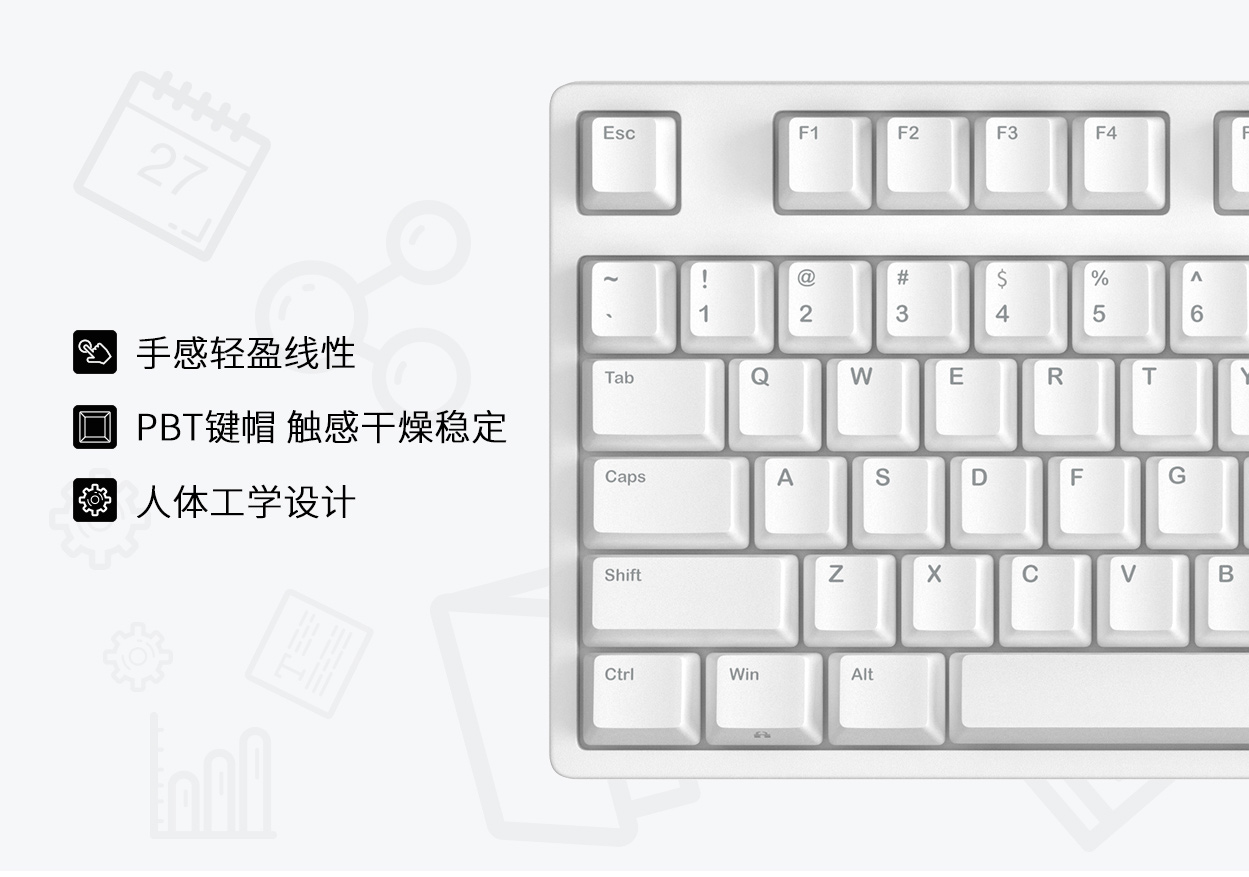 27
手感轻盈线性
PBT键帽 触感干燥稳定
人体工学设计
T
Esc F1 F2 F3 F4 F
~ ! @ # $ % ^
` 1 2 3 4 5 6
Tab Q W E R T Y
Caps A S D F G
Shift Z X C V B
Ctrl Win Alt